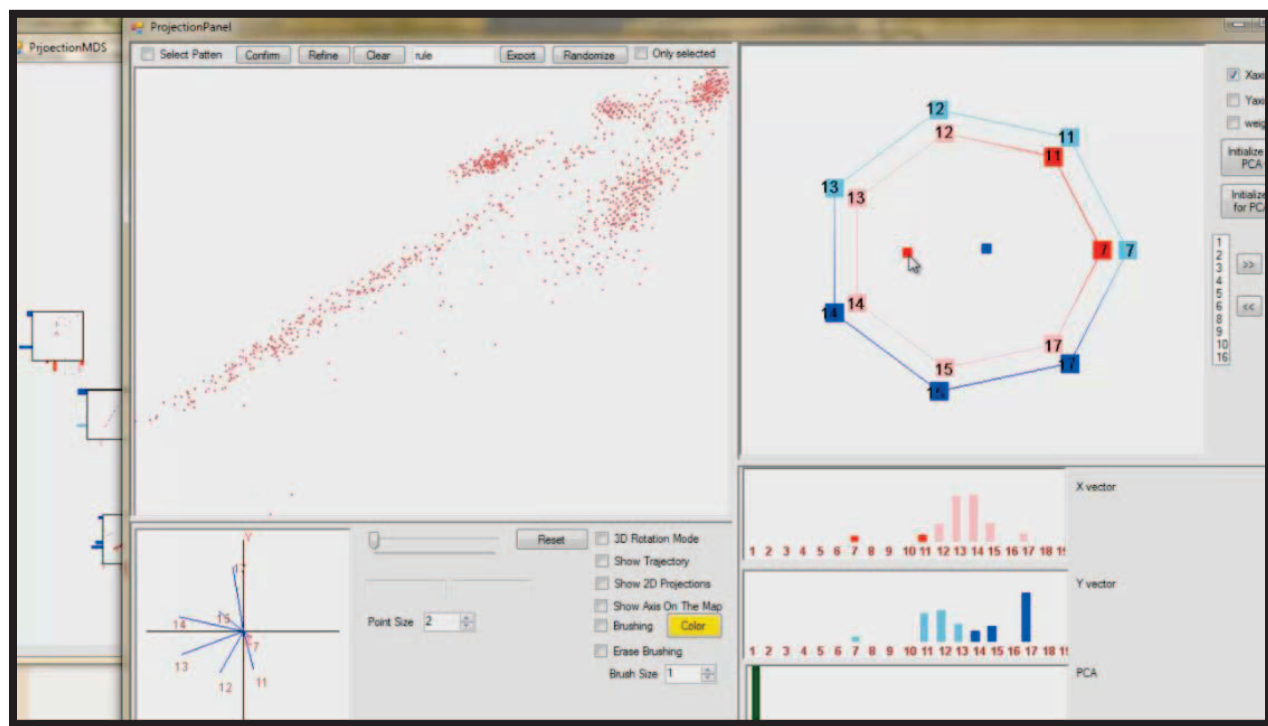 PrjoectionMDS
ProjectionPanel
Select Patten Confirm Refine Clear rule Export Randomize Only selected
12
11
12
11
13
13
7 7
14
14
17
15
17
15
Initialize
PCA
Initialize
for PC
1
2
3
4
5
6
8
9
10
16
>>
<<
Y
14
15
13
7
12
11
Reset
Point Size 2
3D Rotation Mode
Show Trajectory
Show 2D Projections
Show Axis On The Map
Brushing Color
Erase Brushing
Brush Size 1
X vector
1 2 3 4 5 6 7 8 9 10 11 12 13 14 15 16 17 18
Y vector
1 2 3 4 5 6 7 8 9 10 11 12 13 14 15 16 17 18
PCA